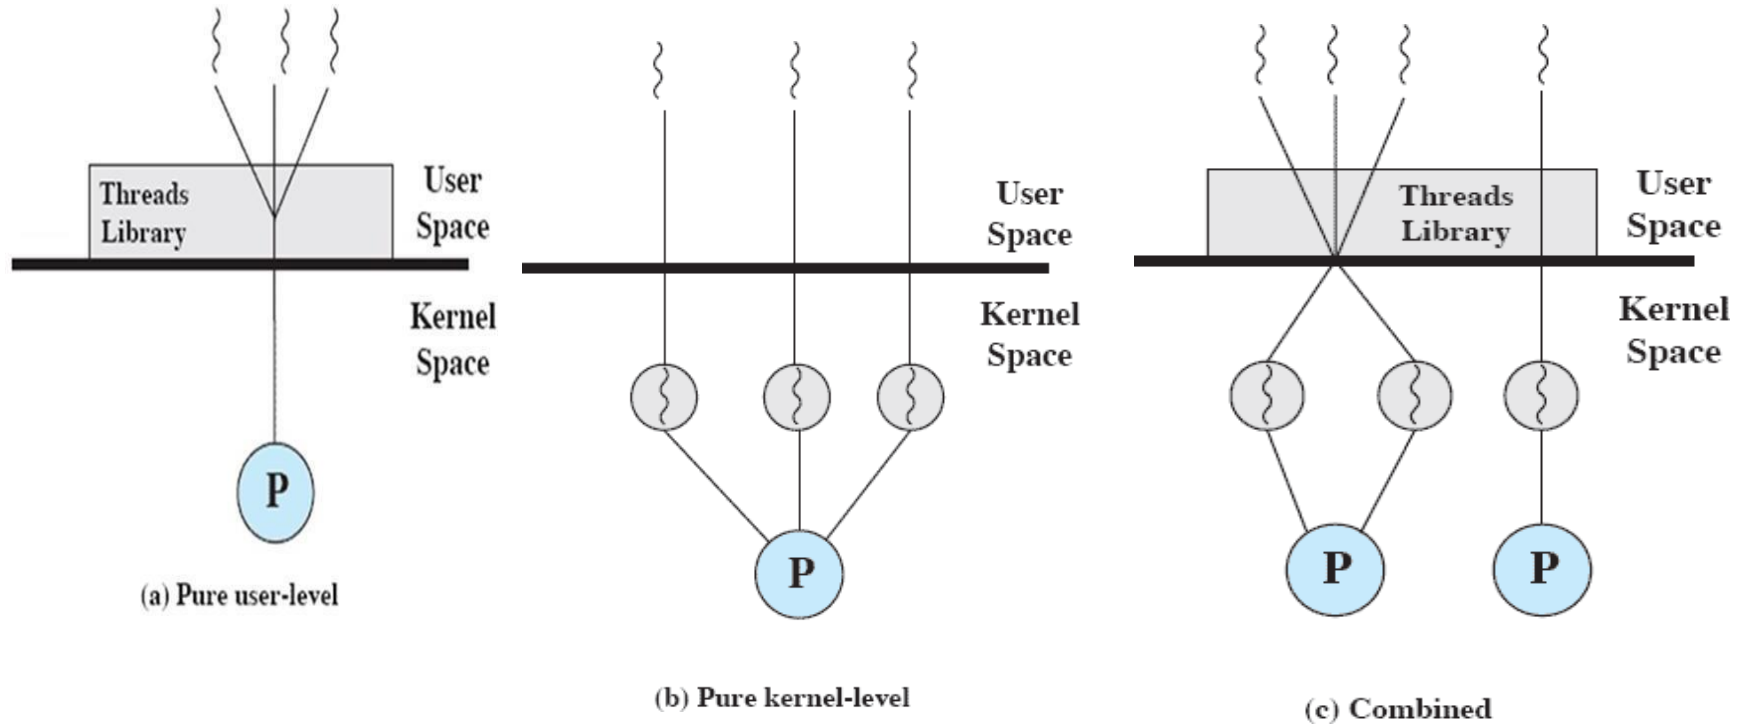 Threads
Library
User
Space
Kernel
Space
P
(a) Pure user-level
User
Space
Kernel
Space
P
(b) Pure kernel-level
Threads
Library
User
Space
Kernel
Space
P
P
(c) Combined